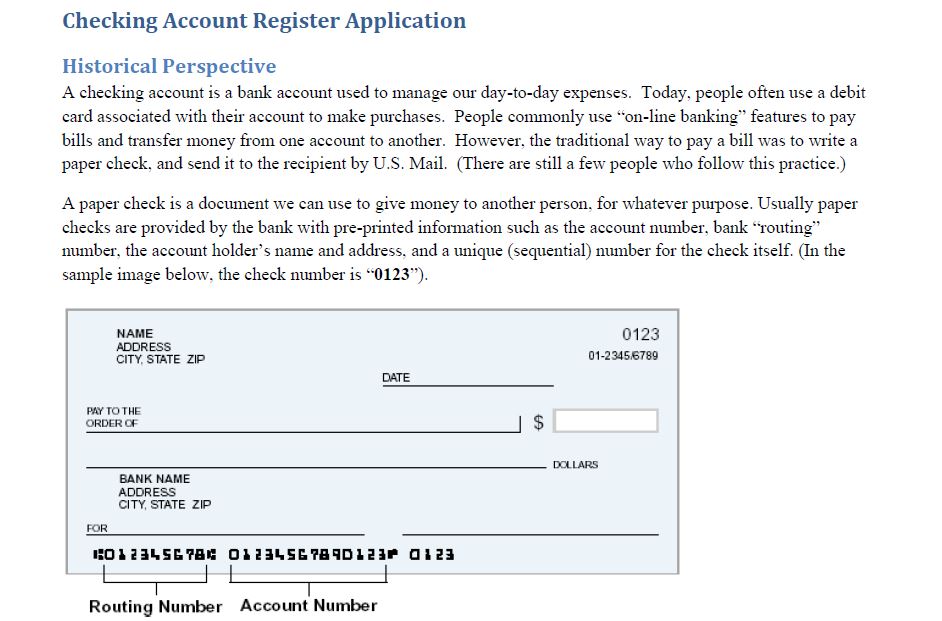 Checking Account Register Application
Historical Perspective
A checking account is a bank account used to manage our day-to-day expenses.  Today, people often use a debit
card associated with their account to make purchases.  People commonly use “on-line banking” features to pay
bills and transfer money from one account to another.  However, the traditional way to pay a bill was to write a
paper check, and send it to the recipient by U.S. Mail.  (There are still a few people who follow this practice.)
A paper check is a document we can use to give money to another person, for whatever purpose. Usually paper
checks are provided by the bank with pre-printed information such as the account number, bank “routing”
number, the account holder’s name and address, and a unique (sequential) number for the check itself. (In the
sample image below, the check number is “0123”).
NAME
ADDRESS
CITY, STATE  ZIP
0123
01-2345/6789
DATE
PAY TO THE
ORDER OF
$
DOLLARS
BANK NAME
ADDRESS
CITY, STATE  ZIP
FOR
⑆012345678⑆ 01234567890123⑈ 0123
Routing Number
Account Number